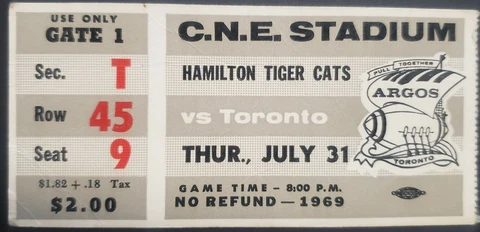 USE ONLY
GATE 1
Sec. T
Row 45
Seat 9
$1.82 + .18 Tax
$2.00
C.N.E. STADIUM
HAMILTON TIGER CATS
vs Toronto
THUR., JULY 31
GAME TIME - 8:00 P.M.
NO REFUND - 1969
PULL TOGETHER
ARGOS
TORONTO